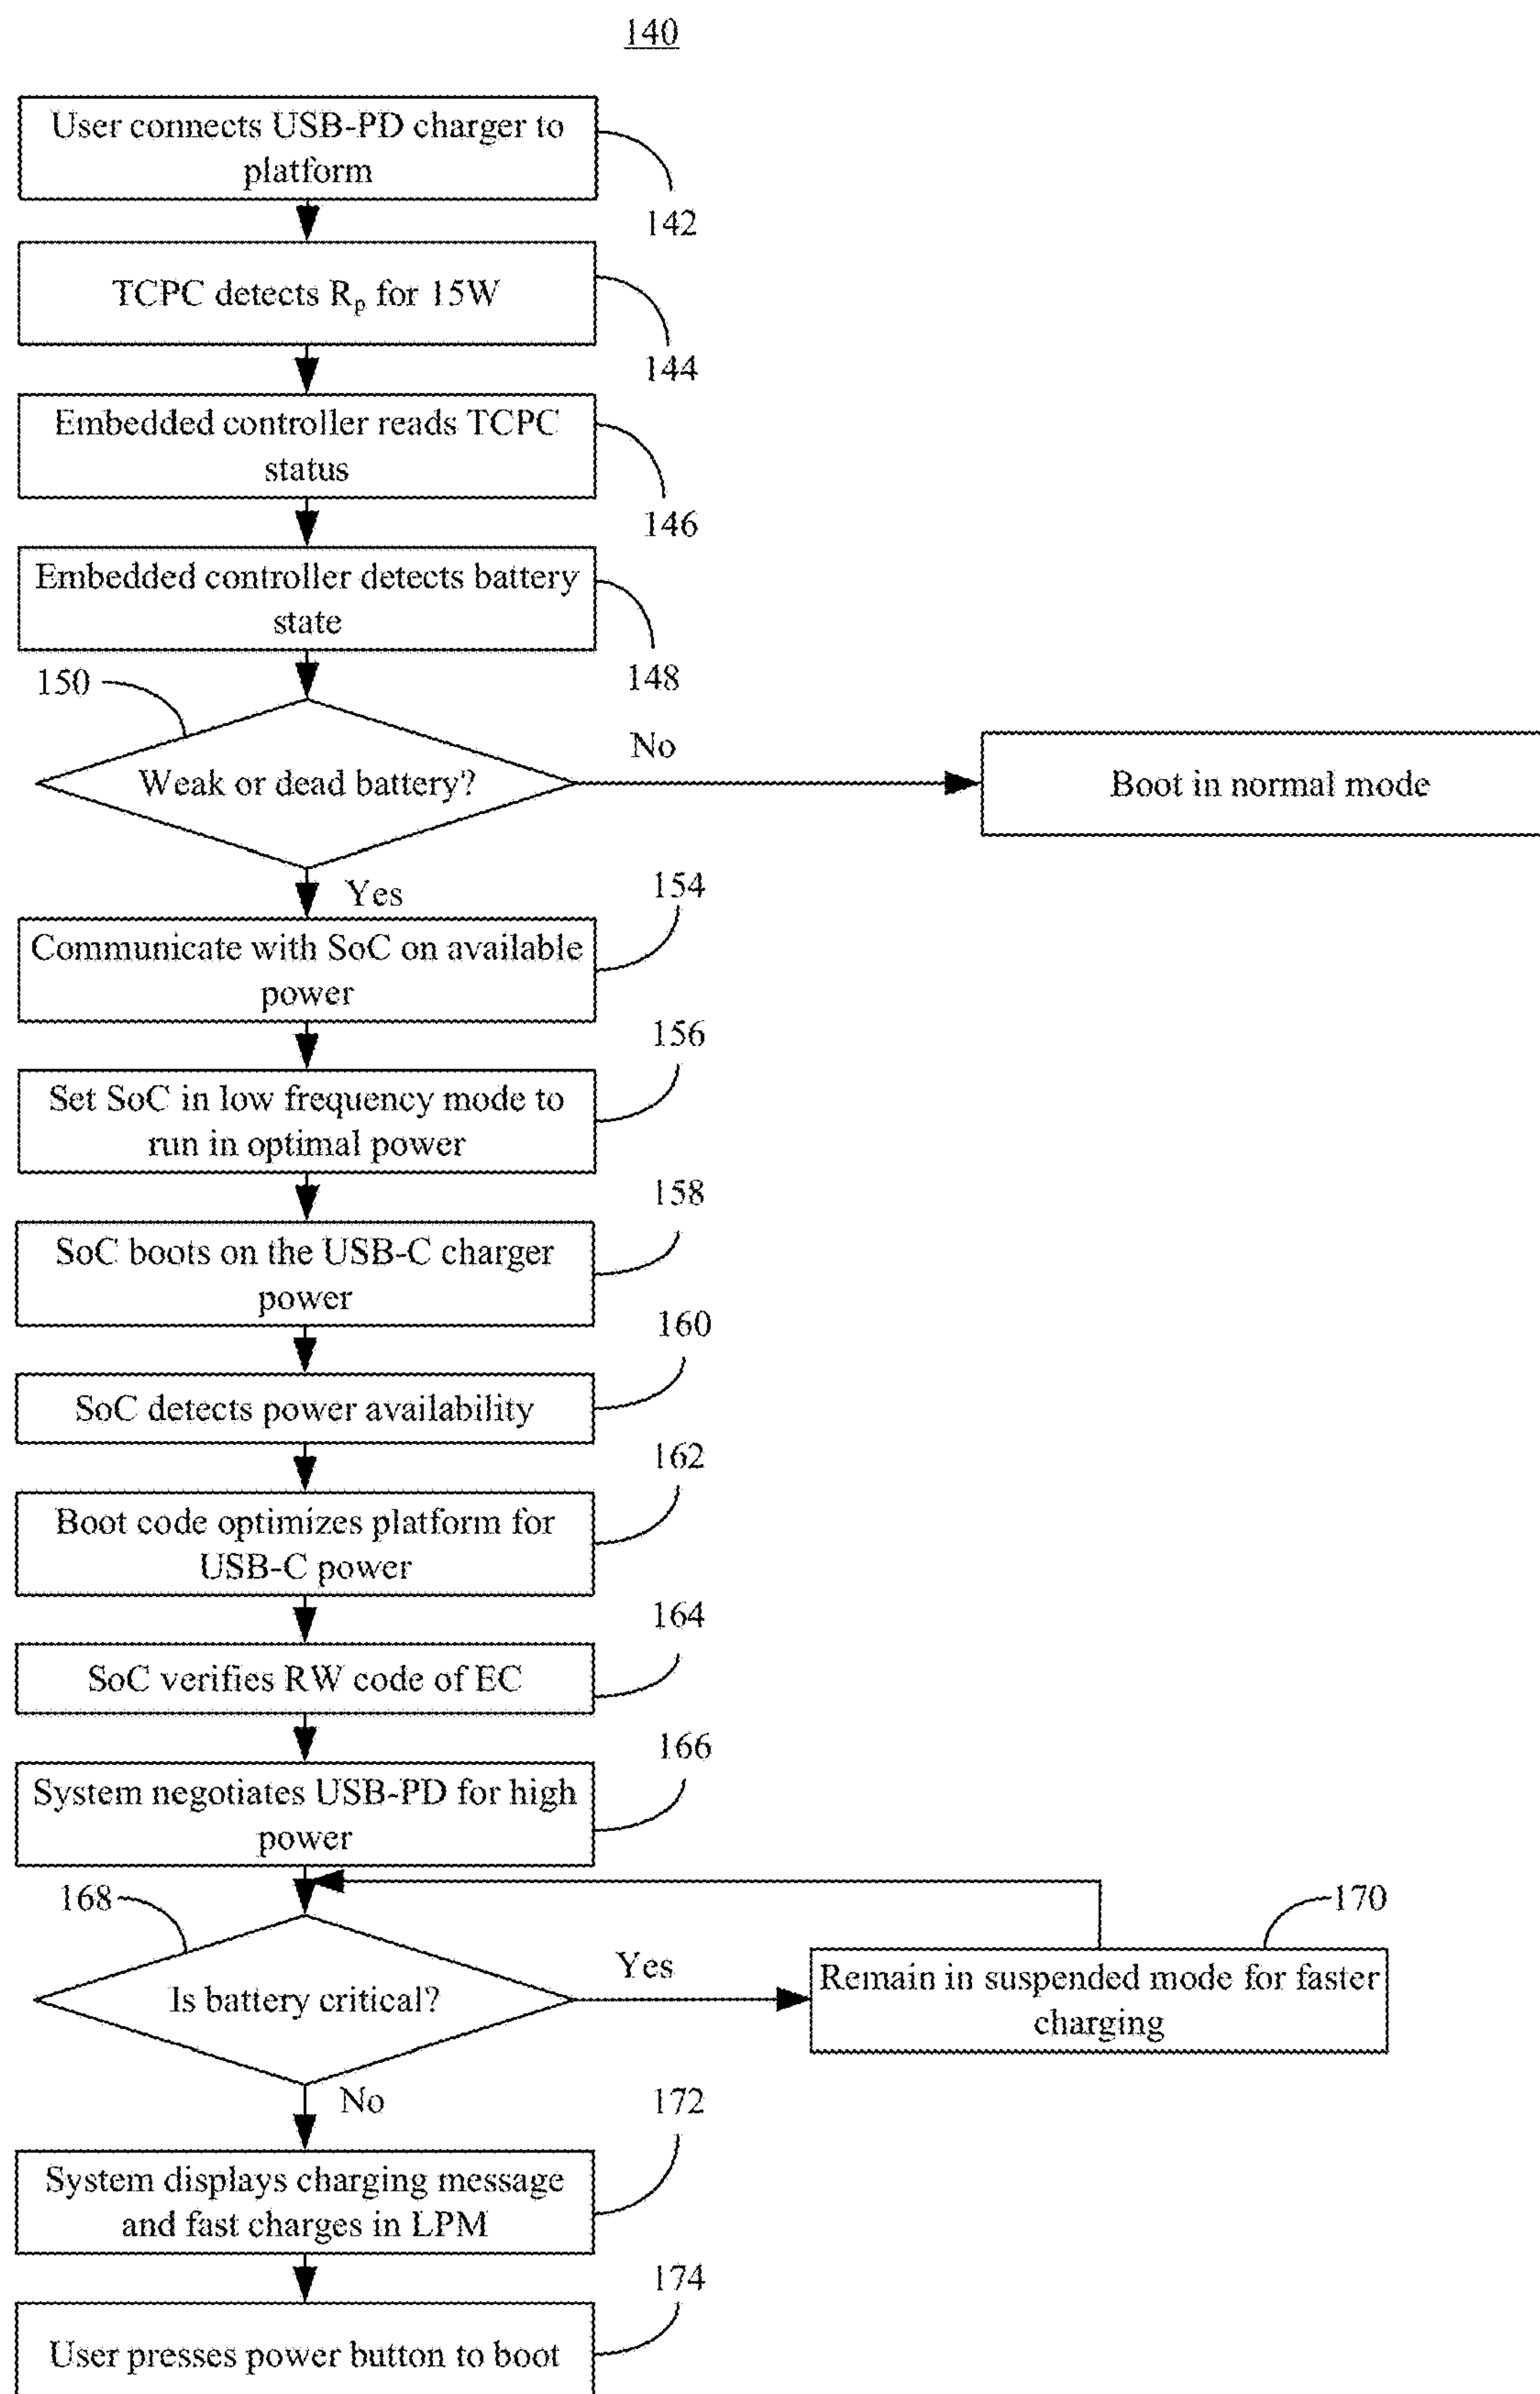 140
User connects USB-PD charger to
platform
142
TCPC detects Rp for 15W
144
Embedded controller reads TCPC
status
146
Embedded controller detects battery
state
148
150
Weak or dead battery?
No
Boot in normal mode
Yes
154
Communicate with SoC on available
power
156
Set SoC in low frequency mode to
run in optimal power
158
SoC boots on the USB-C charger
power
160
SoC detects power availability
162
Boot code optimizes platform for
USB-C power
164
SoC verifies RW code of EC
166
System negotiates USB-PD for high
power
168
Is battery critical?
Yes
170
Remain in suspended mode for faster
charging
No
172
System displays charging message
and fast charges in LPM
174
User presses power button to boot